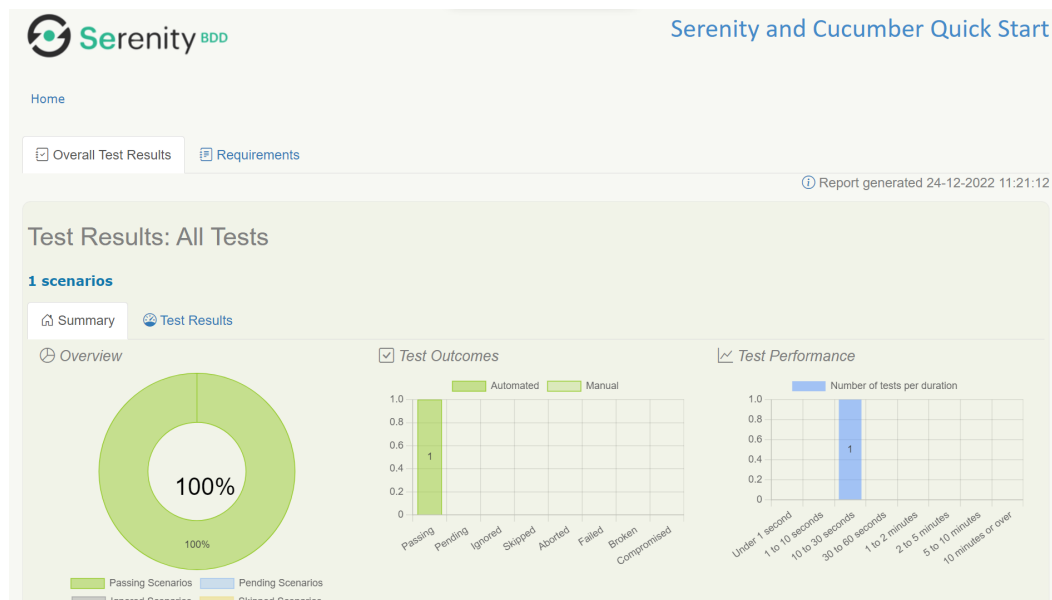 Serenity BDD
Serenity and Cucumber Quick Start
Home
Overall Test Results
Requirements
Report generated 24-12-2022 11:21:12
Test Results: All Tests
1 scenarios
Summary
Test Results
Overview
100%
100%
Passing Scenarios
Pending Scenarios
Ignored Scenarios
Skipped Scenarios
Test Outcomes
Automated
Manual
1.0
0.8
0.6
0.4
0.2
0
1
Passing
Pending
Ignored
Skipped
Aborted
Failed
Broken
Compromised
Test Performance
Number of tests per duration
1.0
0.8
0.6
0.4
0.2
0
1
Under 1 second
1 to 10 seconds
10 to 30 seconds
30 to 60 seconds
1 to 2 minutes
2 to 5 minutes
5 to 10 minutes
10 minutes or over